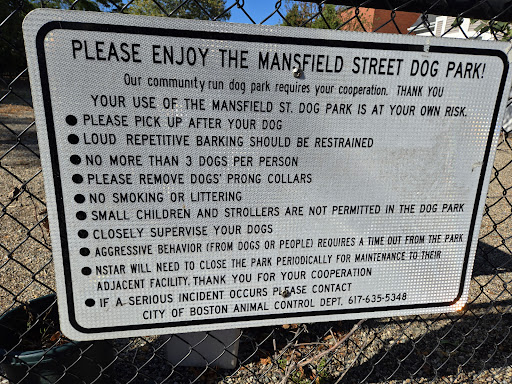 PLEASE ENJOY THE MANSFIELD STREET DOG PARK!
Our community run dog park requires your cooperation. THANK YOU
YOUR USE OF THE MANSFIELD ST. DOG PARK IS AT YOUR OWN RISK.
• PLEASE PICK UP AFTER YOUR DOG
• LOUD REPETITIVE BARKING SHOULD BE RESTRAINED
• NO MORE THAN 3 DOGS PER PERSON
• PLEASE REMOVE DOGS' PRONG COLLARS
• NO SMOKING OR LITTERING
• SMALL CHILDREN AND STROLLERS ARE NOT PERMITTED IN THE DOG PARK
• CLOSELY SUPERVISE YOUR DOGS
• AGGRESSIVE BEHAVIOR (FROM DOGS OR PEOPLE) REQUIRES A TIME OUT FROM THE PARK
• NSTAR WILL NEED TO CLOSE THE PARK PERIODICALLY FOR MAINTENANCE TO THEIR
ADJACENT FACILITY. THANK YOU FOR YOUR COOPERATION
• IF A SERIOUS INCIDENT OCCURS PLEASE CONTACT
CITY OF BOSTON ANIMAL CONTROL DEPT. 617-635-5348